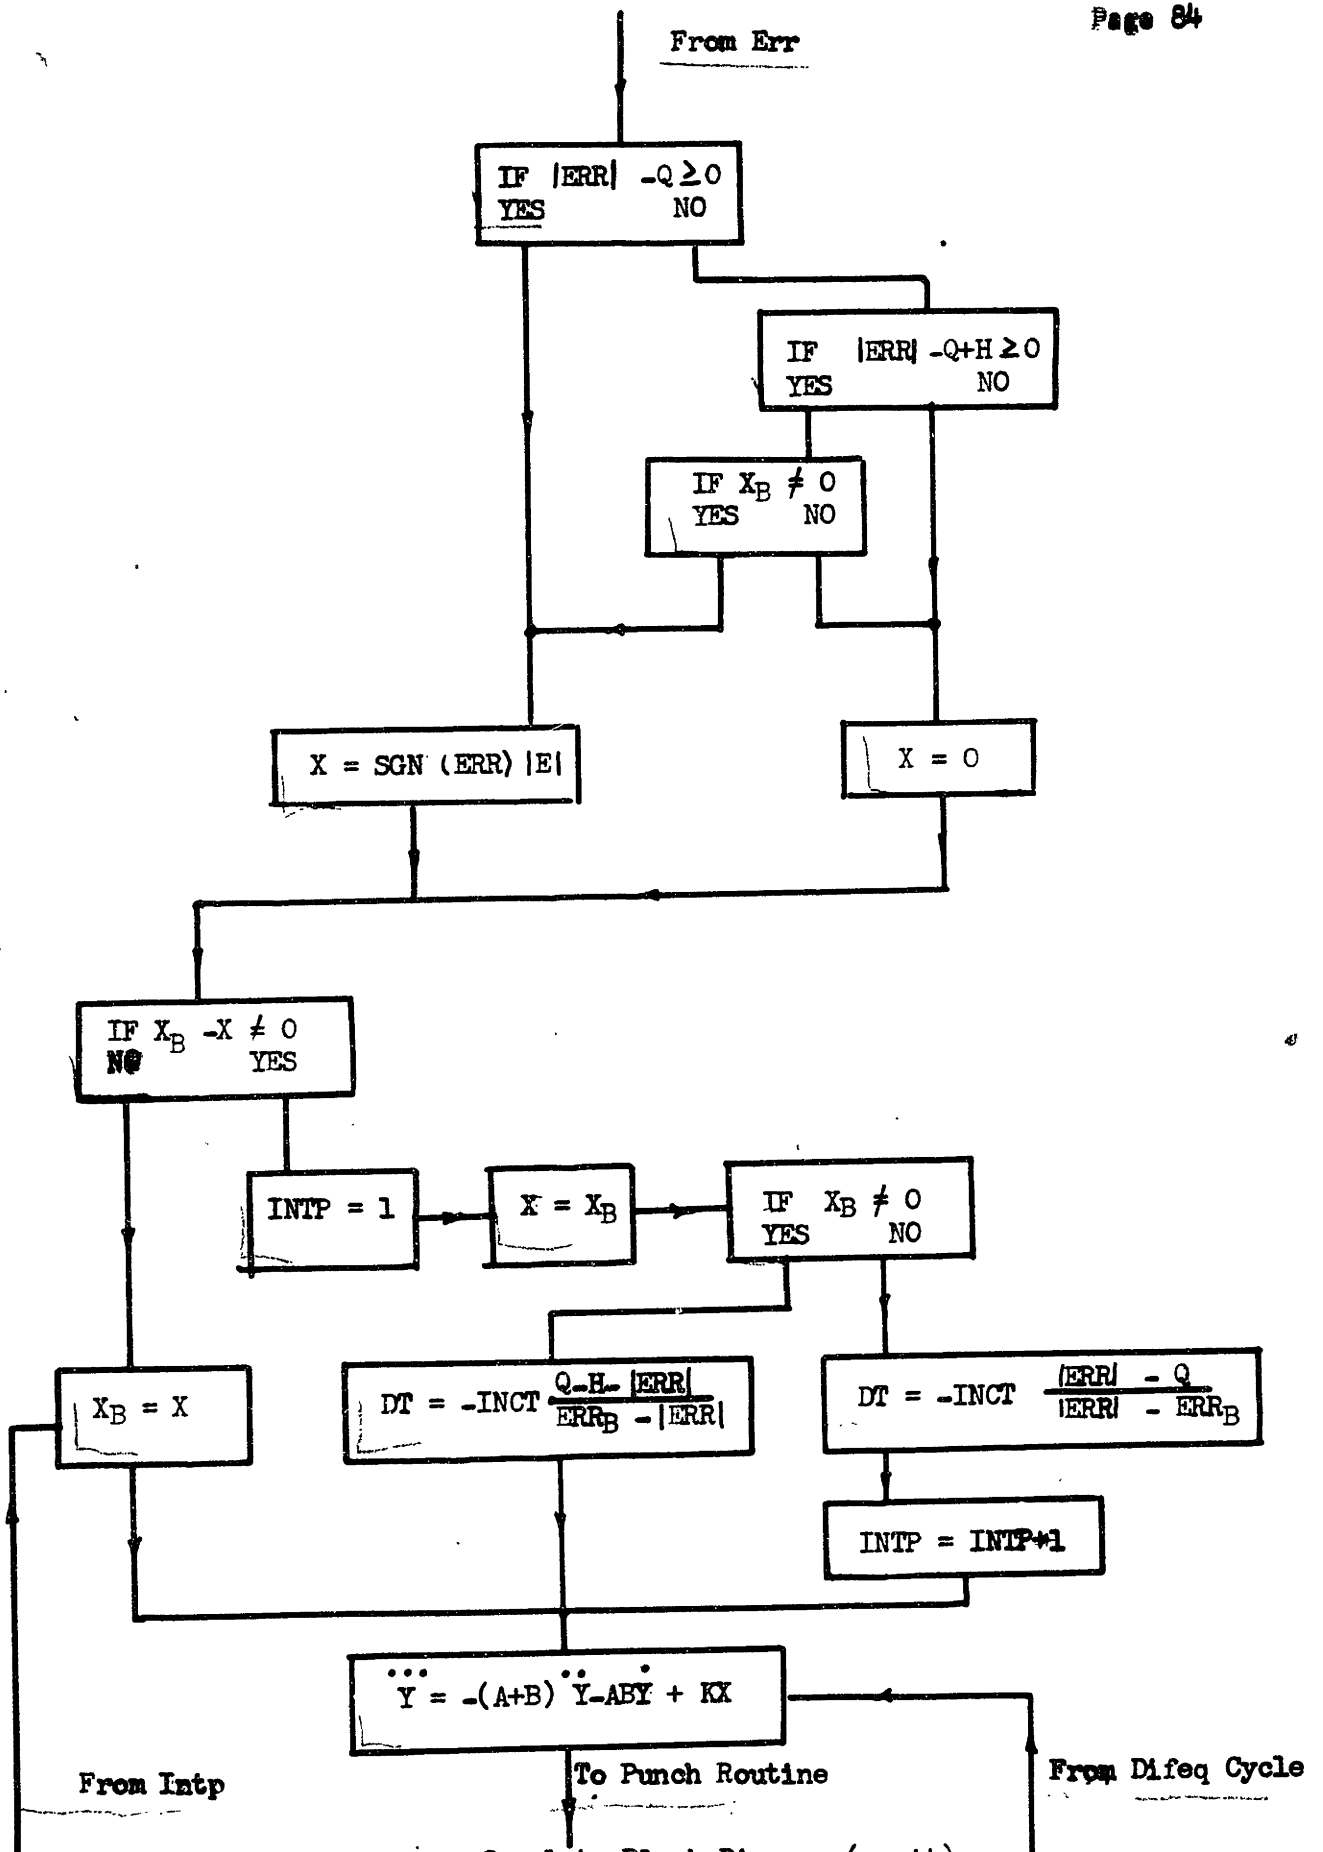 Page 84
From Err
IF |ERR| -Q ≥ 0
YES NO
IF |ERR| -Q+H ≥ 0
YES NO
IF X_B ≠ 0
YES NO
X = SGN (ERR) |E|
X = 0
IF X_B -X ≠ 0
NO YES
INTP = 1
X = X_B
IF X_B ≠ 0
YES NO
X_B = X
DT = -INCT (Q-H- |ERR|) / (ERR_B - |ERR|)
DT = -INCT (|ERR| - Q) / (|ERR| - ERR_B)
INTP = INTP+1
Y⃛ = -(A+B) Ÿ-ABẎ + KX
From Intp
To Punch Routine
From Difeq Cycle